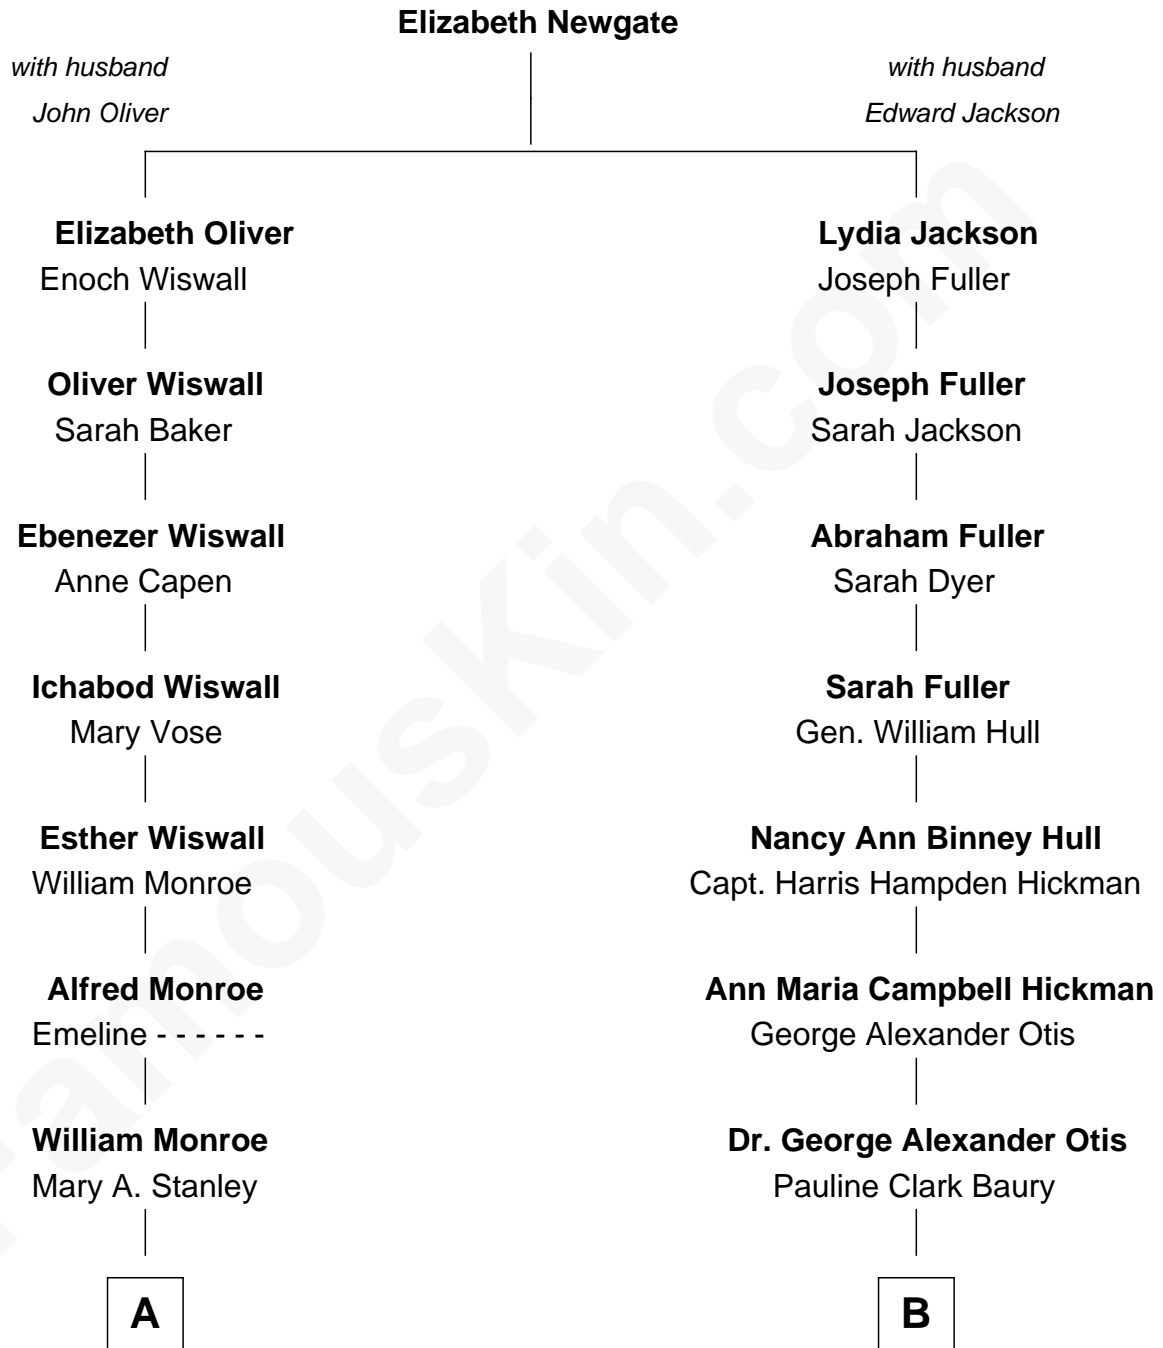 Elizabeth Newgate
with husband
John Oliver
with husband
Edward Jackson
Elizabeth Oliver
Enoch Wiswall
Lydia Jackson
Joseph Fuller
Oliver Wiswall
Sarah Baker
Joseph Fuller
Sarah Jackson
Ebenezer Wiswall
Anne Capen
Abraham Fuller
Sarah Dyer
Ichabod Wiswall
Mary Vose
Sarah Fuller
Gen. William Hull
Esther Wiswall
William Monroe
Nancy Ann Binney Hull
Capt. Harris Hampden Hickman
Alfred Monroe
Emeline - - - - - -
Ann Maria Campbell Hickman
George Alexander Otis
William Monroe
Mary A. Stanley
Dr. George Alexander Otis
Pauline Clark Baury
A
B
FamousKin.com